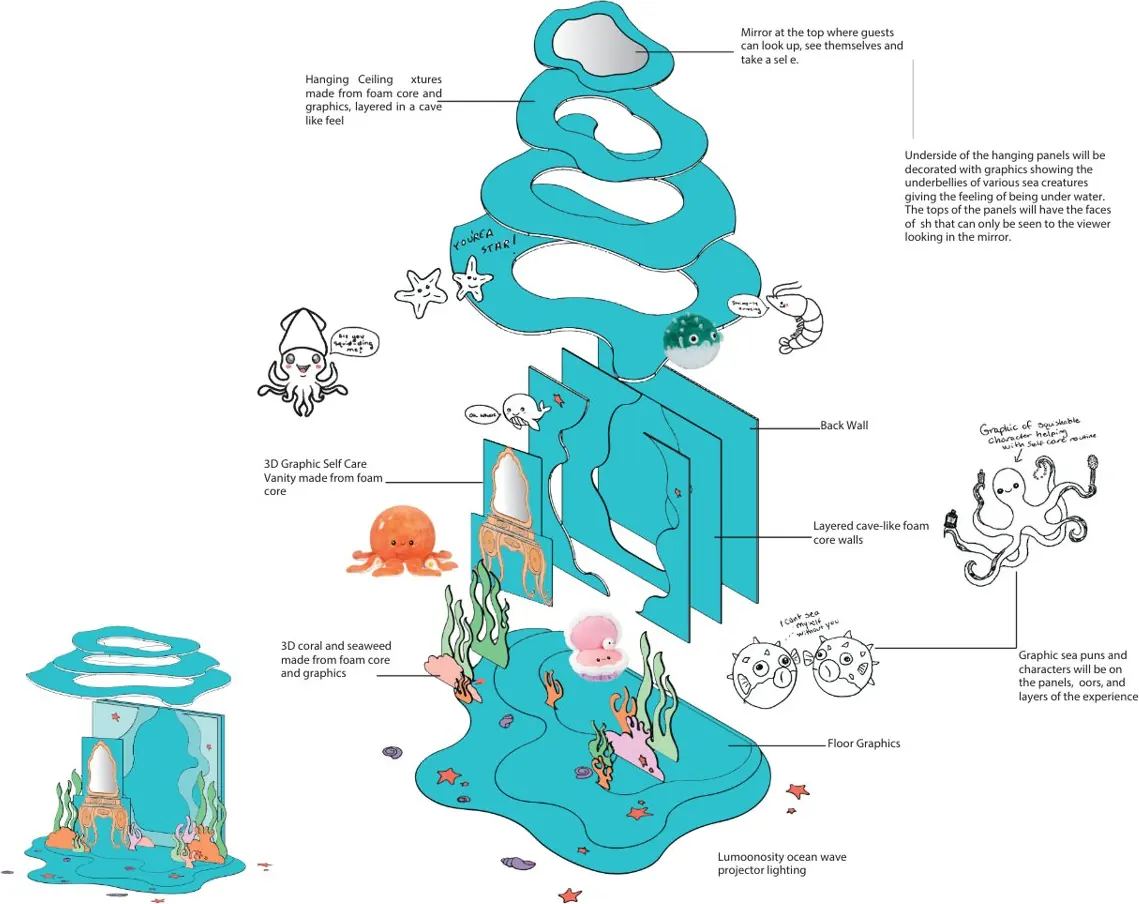 Mirror at the top where guests
can look up, see themselves and
take a sel e.
Hanging Ceiling xtures
made from foam core and
graphics, layered in a cave
like feel
Underside of the hanging panels will be
decorated with graphics showing the
underbellies of various sea creatures
giving the feeling of being under water.
The tops of the panels will have the faces
of sh that can only be seen to the viewer
looking in the mirror.
YOU'RE A
STAR!
Are you
squid-ding
me?
Oh whale
Back Wall
Graphic of Squishable
character helping
with self care routine
3D Graphic Self Care
Vanity made from foam
core
Layered cave-like foam
core walls
I cant sea
myself
without you
3D coral and seaweed
made from foam core
and graphics
Graphic sea puns and
characters will be on
the panels, oors, and
layers of the experience
Floor Graphics
Lumoonosity ocean wave
projector lighting